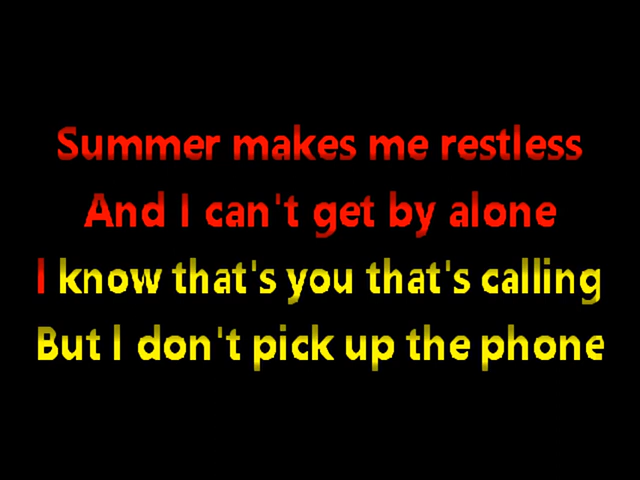 Summer makes me restless
And I can't get by alone
I know that's you that's calling
But I don't pick up the phone